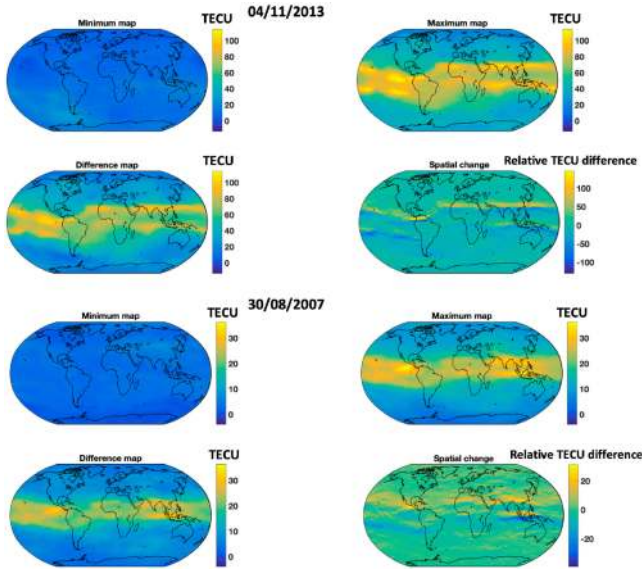 04/11/2013
Minimum map
TECU
100
80
60
40
20
0
Maximum map
TECU
100
80
60
40
20
0
Difference map
TECU
100
80
60
40
20
0
Spatial change
Relative TECU difference
100
50
0
-50
-100
30/08/2007
Minimum map
TECU
30
20
10
0
Maximum map
TECU
30
20
10
0
Difference map
TECU
30
20
10
0
Spatial change
Relative TECU difference
20
0
-20